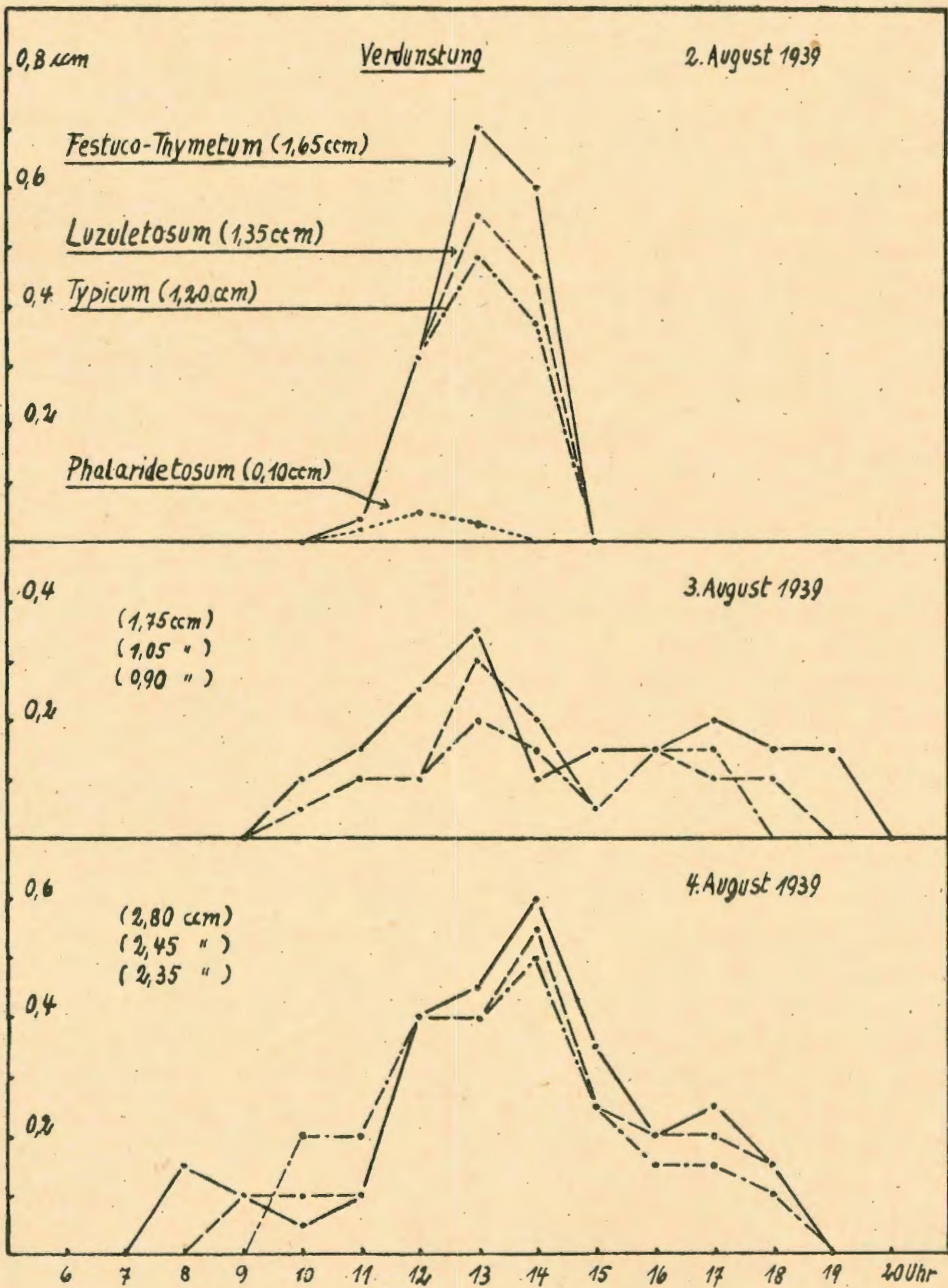 0,8 ccm Verdunstung 2. August 1939
Festuco-Thymetum (1,65 ccm)
0,6
Luzuletosum (1,35 ccm)
0,4 Typicum (1,20 ccm)
0,2
Phalaridetosum (0,10 ccm)
0,4 3. August 1939
(1,75 ccm)
(1,05 " )
(0,90 " )
0,2
0,6 4. August 1939
(2,80 ccm)
(2,45 " )
(2,35 " )
0,4
0,2
6 7 8 9 10 11 12 13 14 15 16 17 18 19 20 Uhr